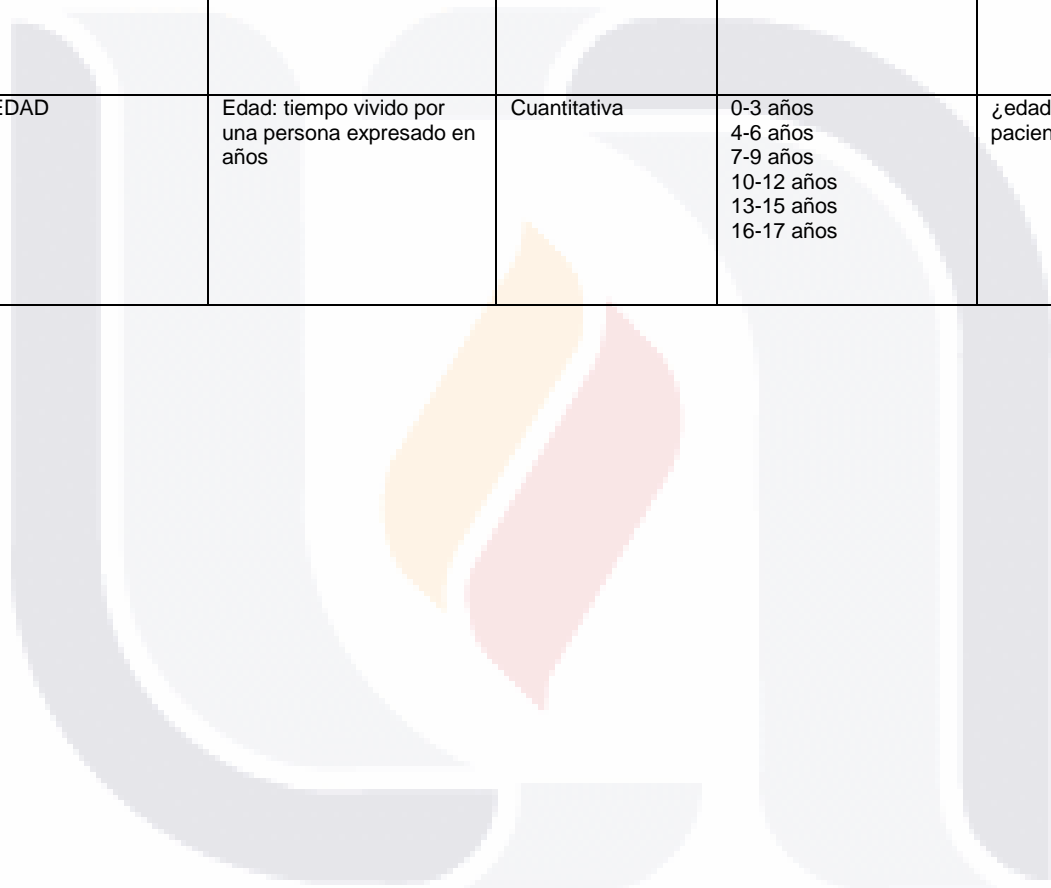 EDAD
Edad: tiempo vivido por
una persona expresado en
años
Cuantitativa
0-3 años
4-6 años
7-9 años
10-12 años
13-15 años
16-17 años
¿edad